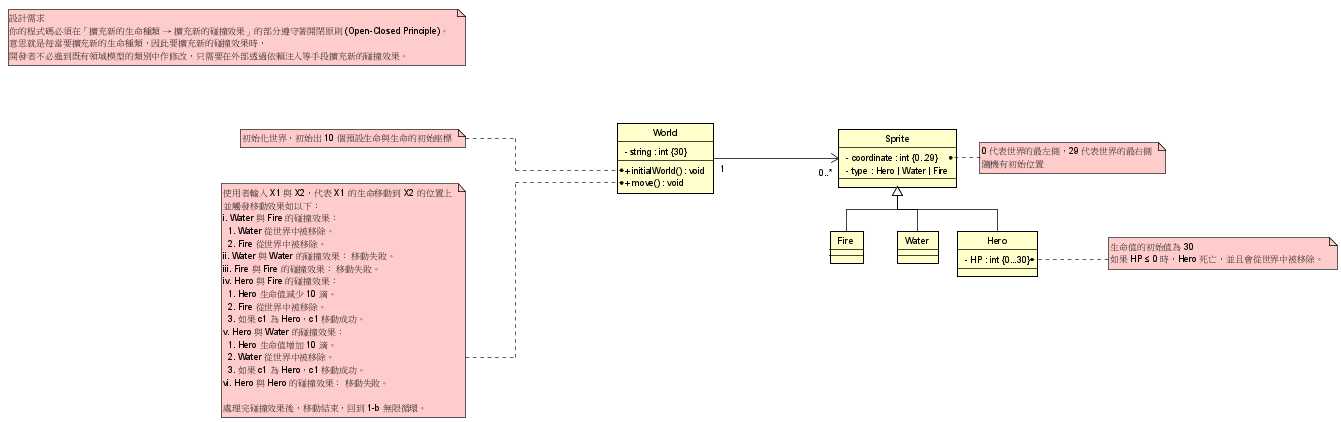 設計需求
你的程式碼必須在「擴充新的生命種類 → 擴充新的碰撞效果」的部分遵守著開閉原則 (Open-Closed Principle)。
意思就是每當要擴充新的生命種類，因此要擴充新的碰撞效果時，
開發者不必進到既有領域模型的類別中作修改，只需要在外部透過依賴注入等手段擴充新的碰撞效果。
初始化世界，初始出 10 個預設生命與生命的初始座標
World
- string : int {30}
+ initialWorld() : void
+ move() : void
1
0..*
Sprite
- coordinate : int {0..29}
- type : Hero | Water | Fire
0 代表世界的最左側，29 代表世界的最右側
隨機有初始位置
使用者輸入 X1 與 X2，代表 X1 的生命移動到 X2 的位置上
並觸發移動效果如以下：
i. Water 與 Fire 的碰撞效果：
1. Water 從世界中被移除。
2. Fire 從世界中被移除。
ii. Water 與 Water 的碰撞效果： 移動失敗。
iii. Fire 與 Fire 的碰撞效果： 移動失敗。
iv. Hero 與 Fire 的碰撞效果：
1. Hero 生命值減少 10 滴。
2. Fire 從世界中被移除。
3. 如果 c1 為 Hero，c1 移動成功。
v. Hero 與 Water 的碰撞效果：
1. Hero 生命值增加 10 滴。
2. Water 從世界中被移除。
3. 如果 c1 為 Hero，c1 移動成功。
vi. Hero 與 Hero 的碰撞效果： 移動失敗。
處理完碰撞效果後，移動結束，回到 1-b 無限循環。
Fire
Water
Hero
- HP : int {0...30}
生命值的初始值為 30
如果 HP ≤ 0 時，Hero 死亡，並且會從世界中被移除。